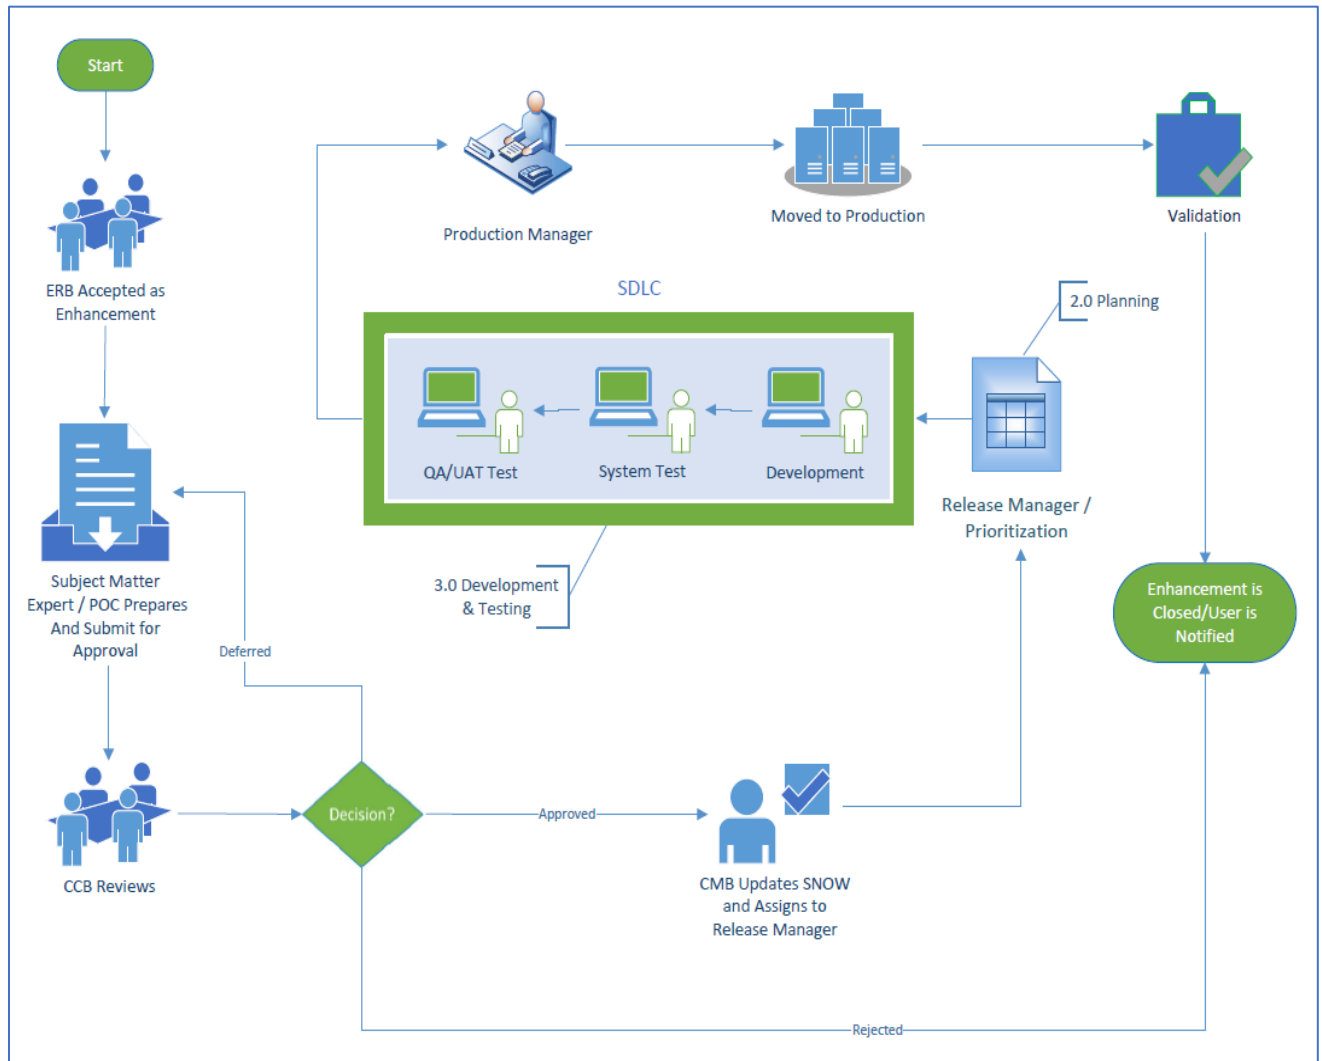 Start
ERB Accepted as
Enhancement
Subject Matter
Expert / POC Prepares
And Submit for
Approval
CCB Reviews
Decision?
Deferred
Approved
Rejected
CMB Updates SNOW
and Assigns to
Release Manager
Release Manager /
Prioritization
2.0 Planning
SDLC
Development
System Test
QA/UAT Test
3.0 Development
& Testing
Production Manager
Moved to Production
Validation
Enhancement is
Closed/User is
Notified